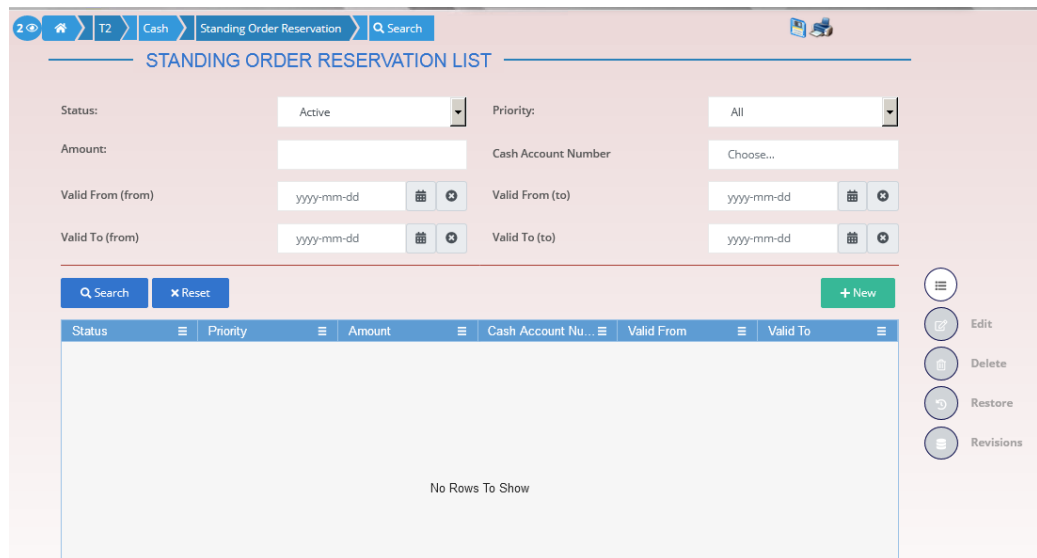 2 T2 Cash Standing Order Reservation Search
STANDING ORDER RESERVATION LIST
Status: Active Priority: All
Amount: Cash Account Number Choose...
Valid From (from) yyyy-mm-dd Valid From (to) yyyy-mm-dd
Valid To (from) yyyy-mm-dd Valid To (to) yyyy-mm-dd
Search Reset + New
Status Priority Amount Cash Account Nu... Valid From Valid To
Edit
Delete
Restore
Revisions
No Rows To Show